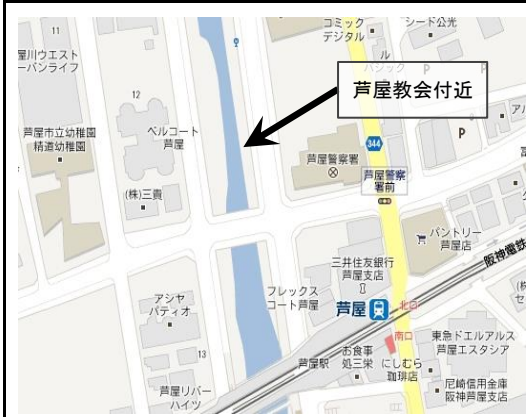 コミック
デジタル
シード公光
11
屋川ウエスト
ーバンライフ
ル
ハシック
P
P
芦屋教会付近
12
ベルコート
芦屋
芦屋市立幼稚園
精道幼稚園
344
P
芦屋警察署
芦屋警察
署前
(株)三貴
パントリー
芦屋店
阪神電鉄
三井住友銀行
芦屋支店
フレックス
コート芦屋
アシヤ
パティオ
芦屋
北口
南口
13
芦屋駅
お食事
処三栄
にしむら
珈琲店
東急ドエルアルス
芦屋エスタシア
芦屋リバー
ハイツ
尼崎信用金庫
阪神芦屋支店